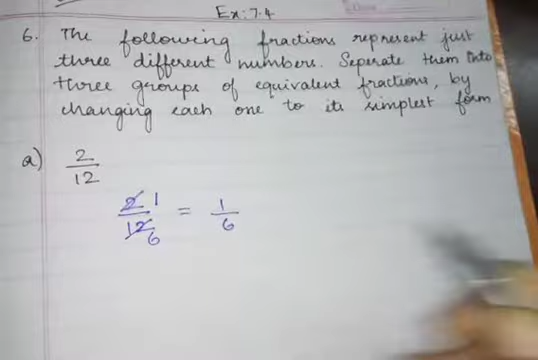 Ex: 7.4
6. The following fractions represent just
three different numbers. Seperate them into
three groups of equivalent fractions, by
changing each one to its simplest form
a) 2/12
2/12 1/6 = 1/6